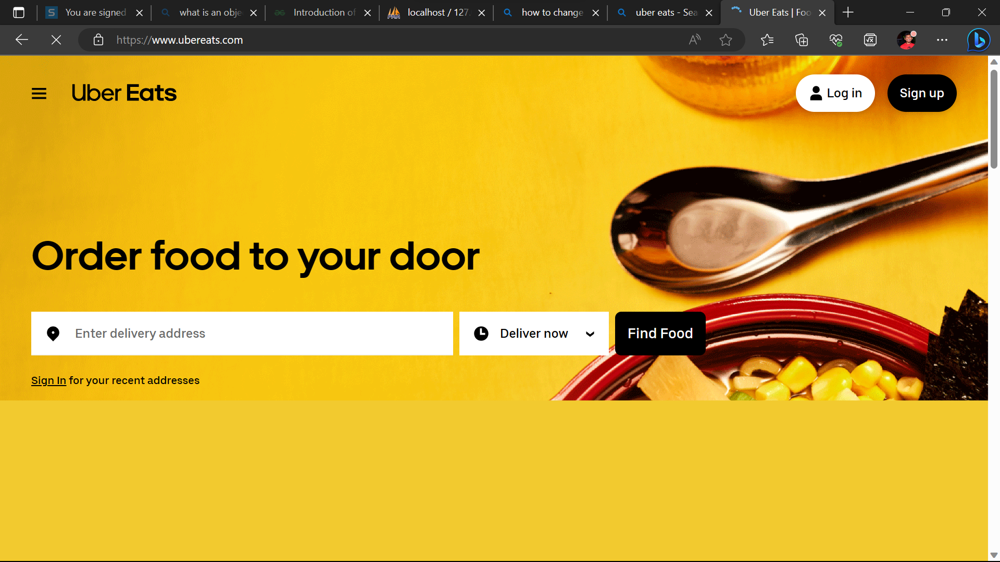 You are signed
what is an obje
Introduction of
localhost / 127.
how to change
uber eats - Sea
Uber Eats | Foo
https://www.ubereats.com
Uber Eats
Log in
Sign up
Order food to your door
Enter delivery address
Deliver now
Find Food
Sign In for your recent addresses